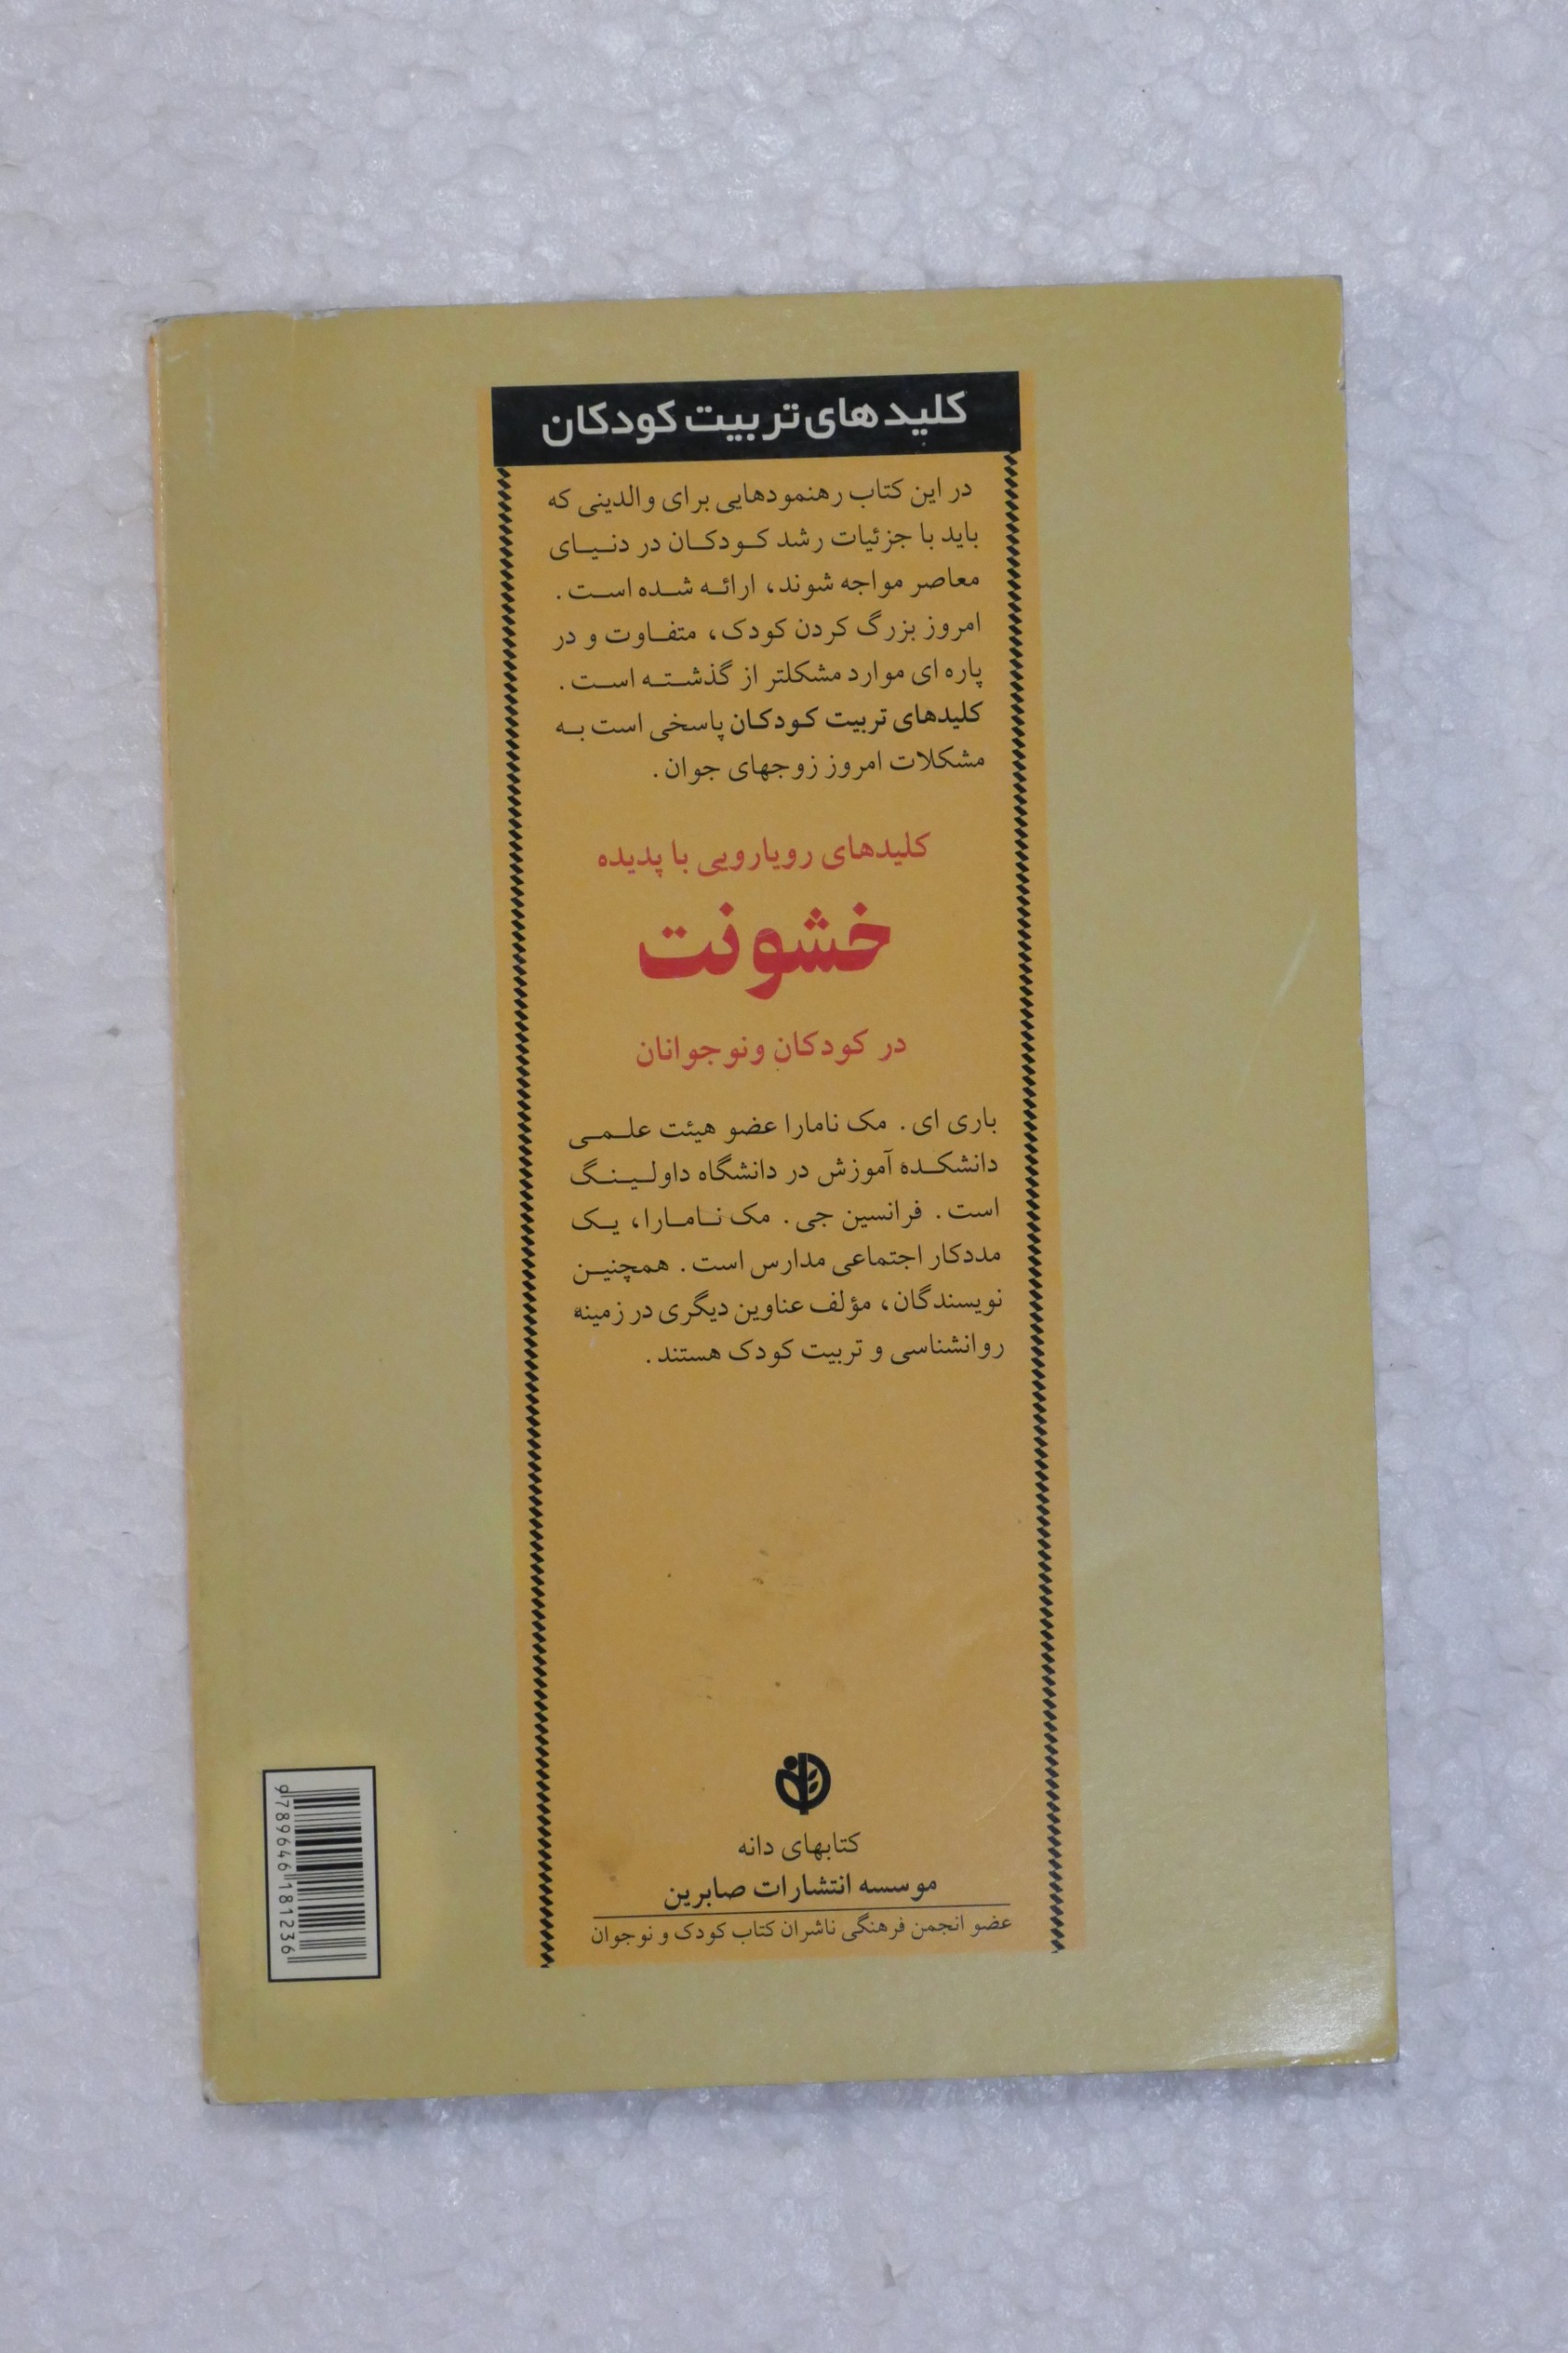 کلیدهای تربیت کودکان
در این کتاب رهنمودهایی برای والدینی که
باید با جزئیات رشد کودکان در دنیای
معاصر مواجه شوند، ارائه شده است.
امروز بزرگ کردن کودک، متفاوت و در
پاره ای موارد مشکلتر از گذشته است.
کلیدهای تربیت کودکان پاسخی است به
مشکلات امروز زوجهای جوان.
کلیدهای رویارویی با پدیده
خشونت
در کودکان ونوجوانان
باری ای. مک نامارا عضو هیئت علمی
دانشکده آموزش در دانشگاه داولینگ
است. فرانسین جی. مک نامارا، یک
مددکار اجتماعی مدارس است. همچنین
نویسندگان، مؤلف عناوین دیگری در زمینۀ
روانشناسی و تربیت کودک هستند.
کتابهای دانه
موسسه انتشارات صابرین
عضو انجمن فرهنگی ناشران کتاب کودک و نوجوان
9789646181236